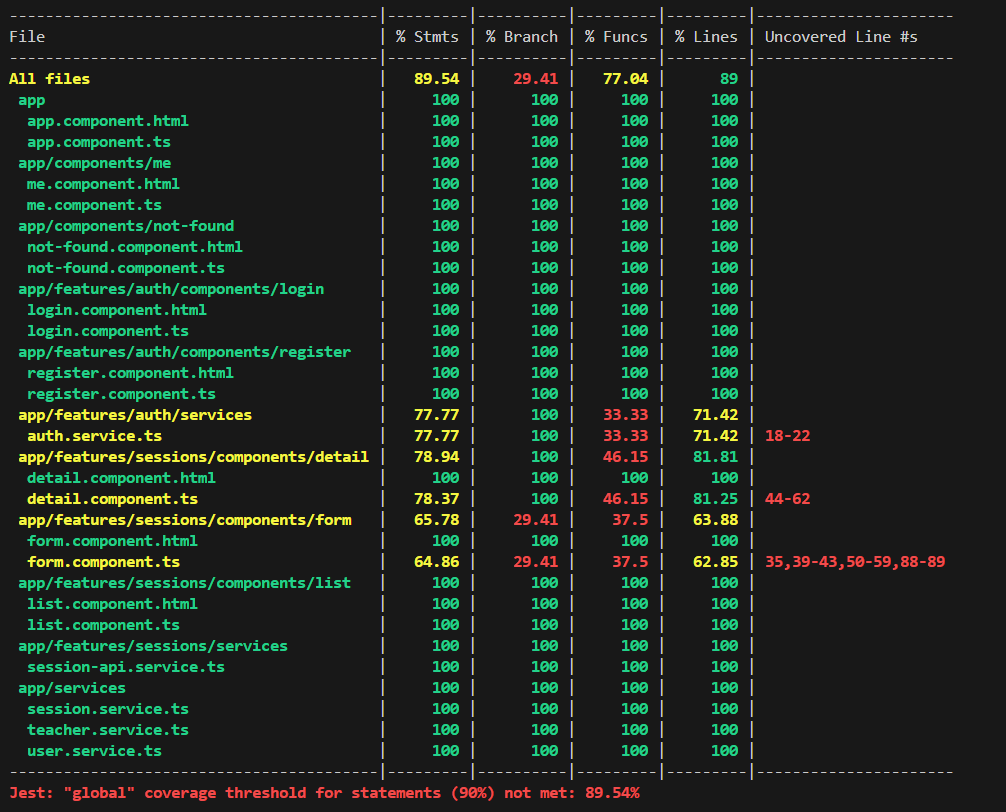 -----------------------------------------|---------|----------|---------|---------|----------------------
File                                     | % Stmts | % Branch | % Funcs | % Lines | Uncovered Line #s
-----------------------------------------|---------|----------|---------|---------|----------------------
All files                                |   89.54 |    29.41 |   77.04 |      89 |
 app                                     |     100 |      100 |     100 |     100 |
  app.component.html                     |     100 |      100 |     100 |     100 |
  app.component.ts                       |     100 |      100 |     100 |     100 |
 app/components/me                       |     100 |      100 |     100 |     100 |
  me.component.html                      |     100 |      100 |     100 |     100 |
  me.component.ts                        |     100 |      100 |     100 |     100 |
 app/components/not-found                |     100 |      100 |     100 |     100 |
  not-found.component.html               |     100 |      100 |     100 |     100 |
  not-found.component.ts                 |     100 |      100 |     100 |     100 |
 app/features/auth/components/login      |     100 |      100 |     100 |     100 |
  login.component.html                   |     100 |      100 |     100 |     100 |
  login.component.ts                     |     100 |      100 |     100 |     100 |
 app/features/auth/components/register   |     100 |      100 |     100 |     100 |
  register.component.html                |     100 |      100 |     100 |     100 |
  register.component.ts                  |     100 |      100 |     100 |     100 |
 app/features/auth/services              |   77.77 |      100 |   33.33 |   71.42 |
  auth.service.ts                        |   77.77 |      100 |   33.33 |   71.42 | 18-22
 app/features/sessions/components/detail |   78.94 |      100 |   46.15 |   81.81 |
  detail.component.html                  |     100 |      100 |     100 |     100 |
  detail.component.ts                    |   78.37 |      100 |   46.15 |   81.25 | 44-62
 app/features/sessions/components/form   |   65.78 |    29.41 |    37.5 |   63.88 |
  form.component.html                    |     100 |      100 |     100 |     100 |
  form.component.ts                      |   64.86 |    29.41 |    37.5 |   62.85 | 35,39-43,50-59,88-89
 app/features/sessions/components/list   |     100 |      100 |     100 |     100 |
  list.component.html                    |     100 |      100 |     100 |     100 |
  list.component.ts                      |     100 |      100 |     100 |     100 |
 app/features/sessions/services          |     100 |      100 |     100 |     100 |
  session-api.service.ts                 |     100 |      100 |     100 |     100 |
 app/services                            |     100 |      100 |     100 |     100 |
  session.service.ts                     |     100 |      100 |     100 |     100 |
  teacher.service.ts                     |     100 |      100 |     100 |     100 |
  user.service.ts                        |     100 |      100 |     100 |     100 |
-----------------------------------------|---------|----------|---------|---------|----------------------
Jest: "global" coverage threshold for statements (90%) not met: 89.54%